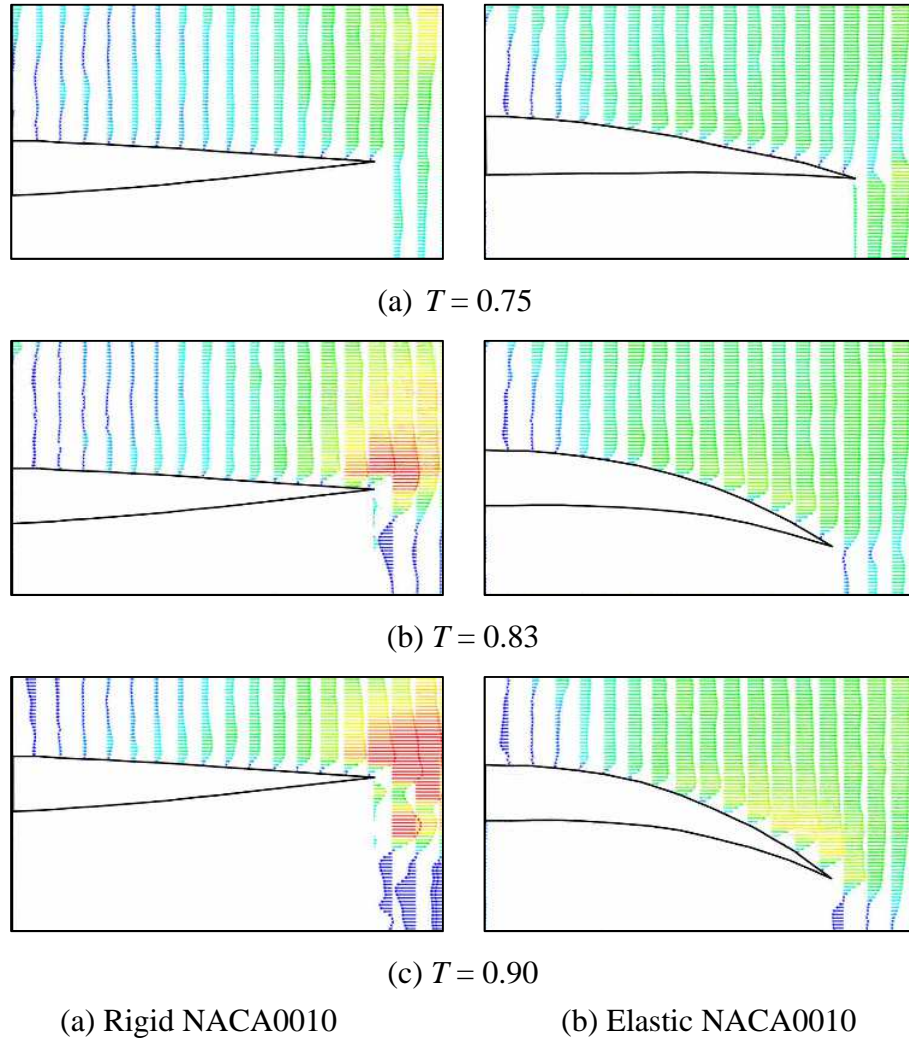 (a) T = 0.75
(b) T = 0.83
(c) T = 0.90
(a) Rigid NACA0010 (b) Elastic NACA0010